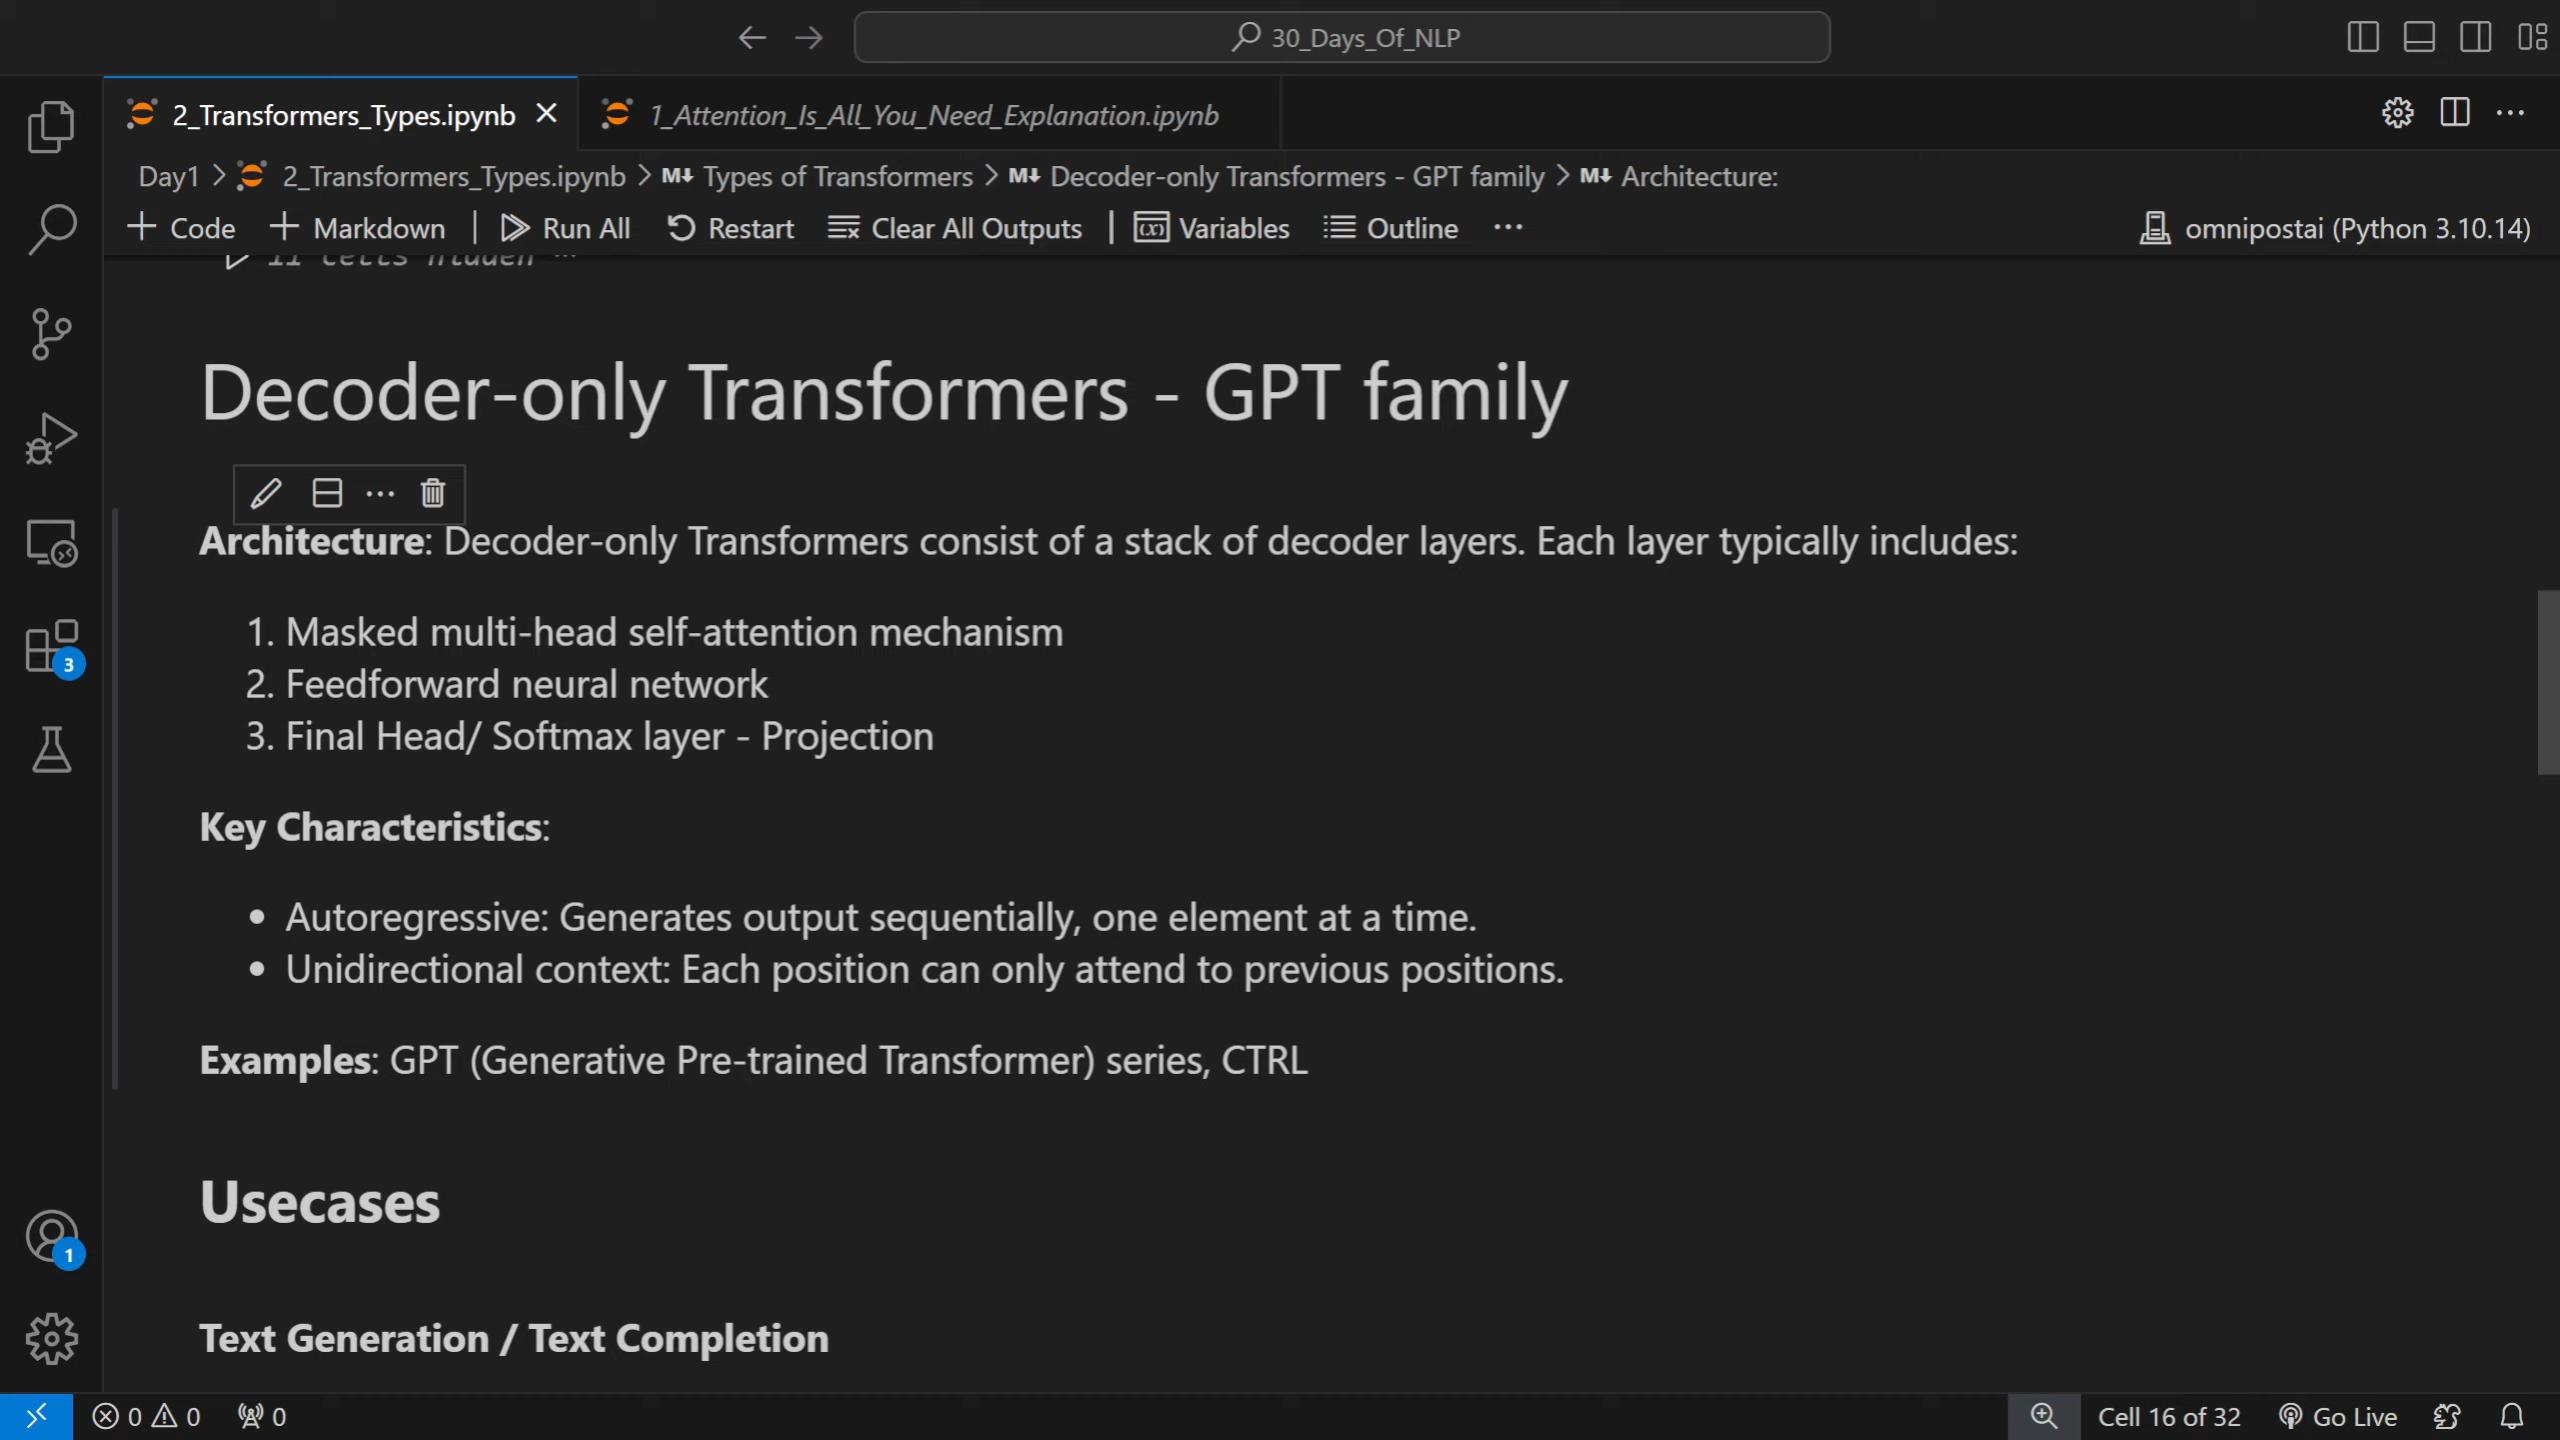 30_Days_Of_NLP
2_Transformers_Types.ipynb
1_Attention_Is_All_You_Need_Explanation.ipynb
Day1 > 2_Transformers_Types.ipynb > M↓ Types of Transformers > M↓ Decoder-only Transformers - GPT family > M↓ Architecture:
+ Code + Markdown | Run All Restart Clear All Outputs | Variables Outline ··· omnipostai (Python 3.10.14)
11 cells hidden ···
Decoder-only Transformers - GPT family
Architecture: Decoder-only Transformers consist of a stack of decoder layers. Each layer typically includes:
1. Masked multi-head self-attention mechanism
2. Feedforward neural network
3. Final Head/ Softmax layer - Projection
Key Characteristics:
• Autoregressive: Generates output sequentially, one element at a time.
• Unidirectional context: Each position can only attend to previous positions.
Examples: GPT (Generative Pre-trained Transformer) series, CTRL
Usecases
Text Generation / Text Completion
3
1
0 0 0 Cell 16 of 32 Go Live